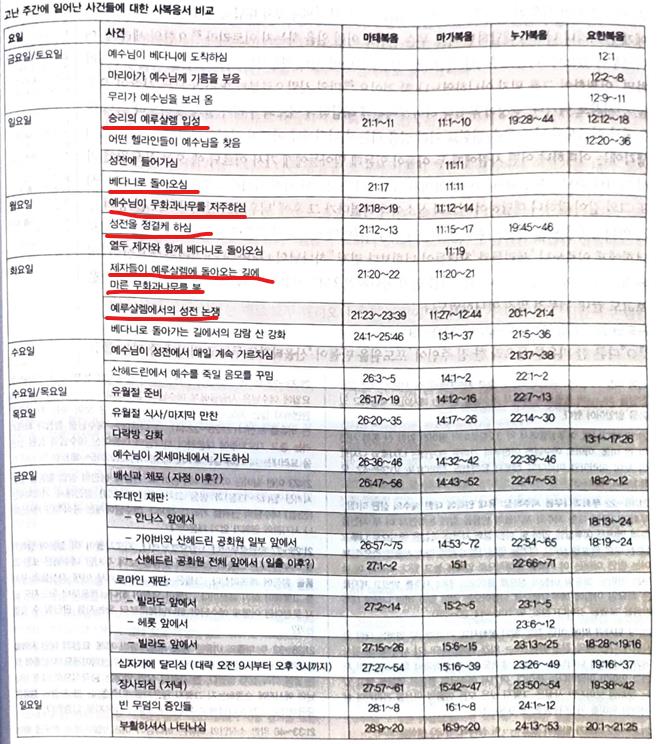 고난 주간에 일어난 사건들에 대한 사복음서 비교
요일 사건 마태복음 마가복음 누가복음 요한복음
금요일/토요일 예수님이 베다니에 도착하심 12:1
마리아가 예수님께 기름을 부음 12:2~8
무리가 예수님을 보러 옴 12:9~11
일요일 승리의 예루살렘 입성 21:1~11 11:1~10 19:28~44 12:12~18
어떤 헬라인들이 예수님을 찾음 12:20~36
성전에 들어가심 11:11
베다니로 돌아오심 21:17 11:11
월요일 예수님이 무화과나무를 저주하심 21:18~19 11:12~14
성전을 정결케 하심 21:12~13 11:15~17 19:45~46
열두 제자와 함께 베다니로 돌아오심 11:19
화요일 제자들이 예루살렘에 돌아오는 길에 21:20~22 11:20~21
마른 무화과나무를 봄
예루살렘에서의 성전 논쟁 21:23~23:39 11:27~12:44 20:1~21:4
베다니로 돌아가는 길에서의 감람 산 강화 24:1~25:46 13:1~37 21:5~36
수요일 예수님이 성전에서 매일 계속 가르치심 21:37~38
산헤드린에서 예수를 죽일 음모를 꾸밈 26:3~5 14:1~2 22:1~2
수요일/목요일 유월절 준비 26:17~19 14:12~16 22:7~13
목요일 유월절 식사/마지막 만찬 26:20~35 14:17~26 22:14~30
다락방 강화 13:1~17:26
예수님이 겟세마네에서 기도하심 26:36~46 14:32~42 22:39~46
금요일 배신과 체포 (자정 이후?) 26:47~56 14:43~52 22:47~53 18:2~12
유대인 재판:
- 안나스 앞에서 18:13~24
- 가야바와 산헤드린 공회원 일부 앞에서 26:57~75 14:53~72 22:54~65 18:19~24
- 산헤드린 공회원 전체 앞에서 (일출 이후?) 27:1~2 15:1 22:66~71
로마인 재판:
- 빌라도 앞에서 27:2~14 15:2~5 23:1~5
- 헤롯 앞에서 23:6~12
- 빌라도 앞에서 27:15~26 15:6~15 23:13~25 18:28~19:16
십자가에 달리심 (대략 오전 9시부터 오후 3시까지) 27:27~54 15:16~39 23:26~49 19:16~37
장사되심 (저녁) 27:57~61 15:42~47 23:50~54 19:38~42
일요일 빈 무덤의 증인들 28:1~8 16:1~8 24:1~12
부활하셔서 나타나심 28:9~20 16:9~20 24:13~53 20:1~21:25